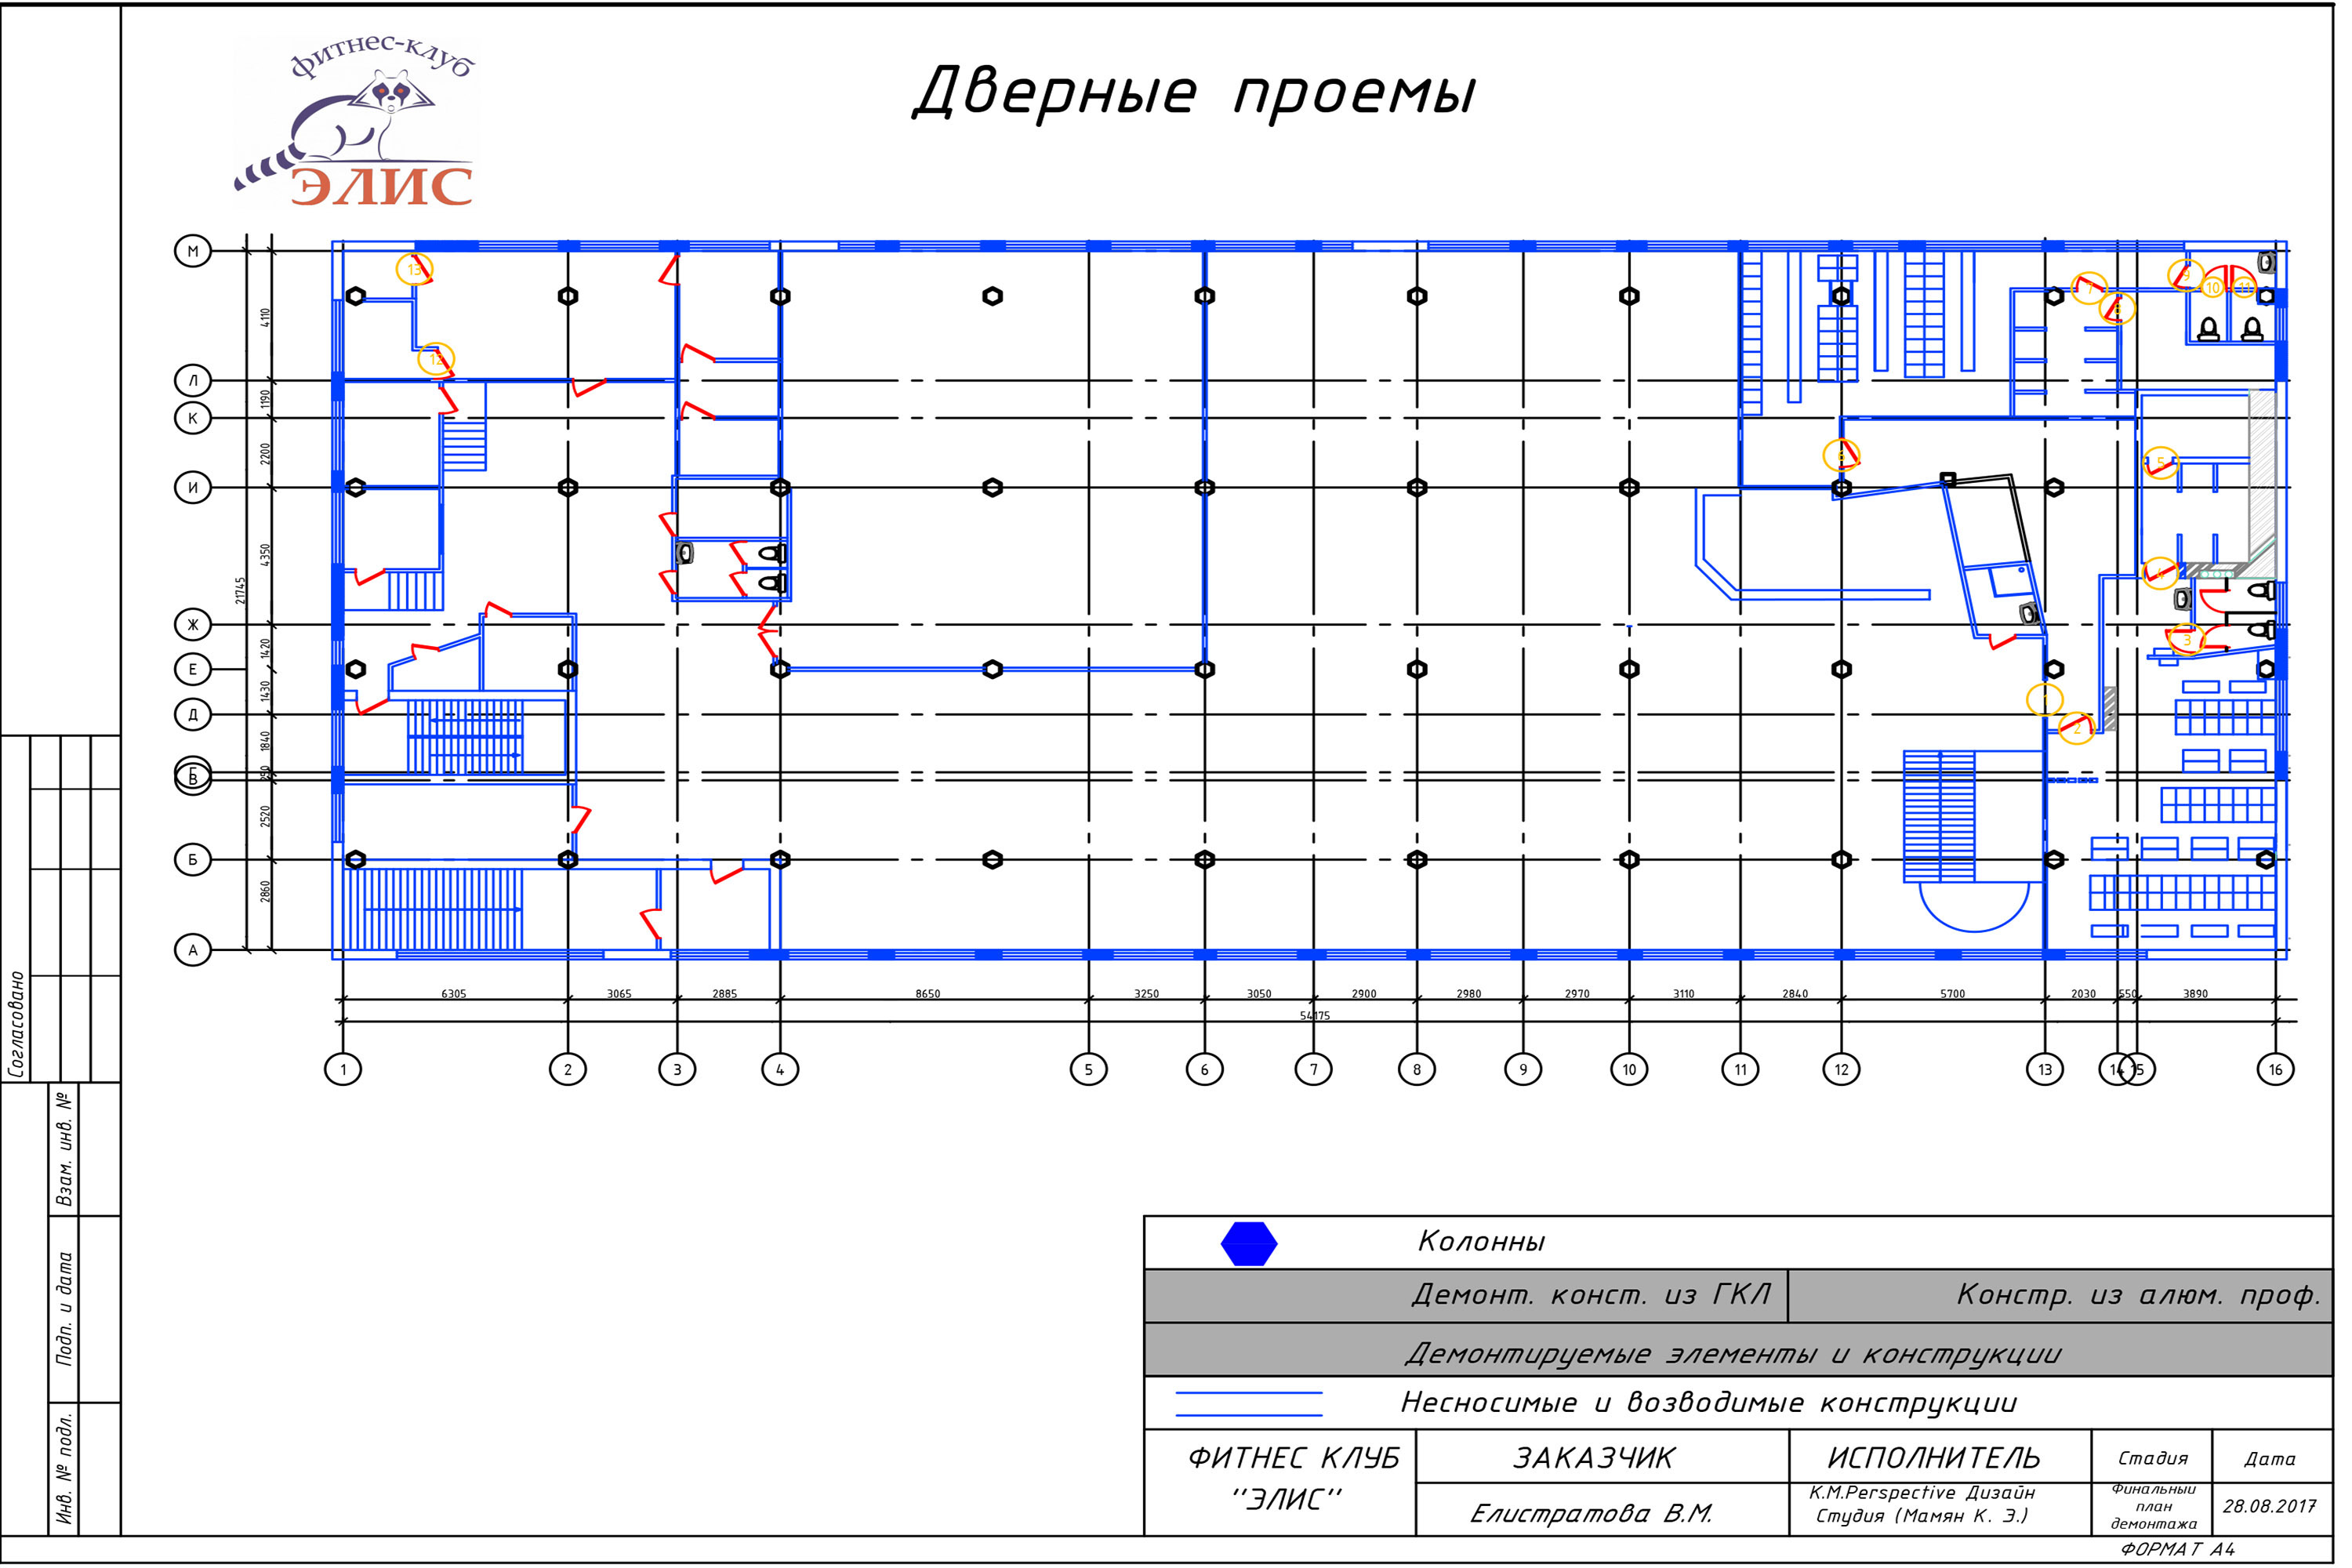 фитнес-клуб
ЭЛИС
Дверные проемы
М
Л
К
И
Ж
Е
Д
Г
В
Б
А
4110
1190
2200
4350
1420
1430
1840
250
2520
2860
21745
13
12
7
8
9
10
11
6
5
4
3
1
2
6305 3065 2885 8650 3250 3050 2900 2980 2970 3110 2840 5700 2030 550 3890
54175
1 2 3 4 5 6 7 8 9 10 11 12 13 14 15 16
Согласовано
Взам. инв. №
Подп. и дата
Инв. № подл.
Колонны
Демонт. конст. из ГКЛ Констр. из алюм. проф.
Демонтируемые элементы и конструкции
Несносимые и возводимые конструкции
ФИТНЕС КЛУБ
''ЭЛИС''
ЗАКАЗЧИК
Елистратова В.М.
ИСПОЛНИТЕЛЬ
K.M.Perspective Дизайн
Студия (Мамян К. Э.)
Стадия
Финальный
план
демонтажа
Дата
28.08.2017
ФОРМАТ А4